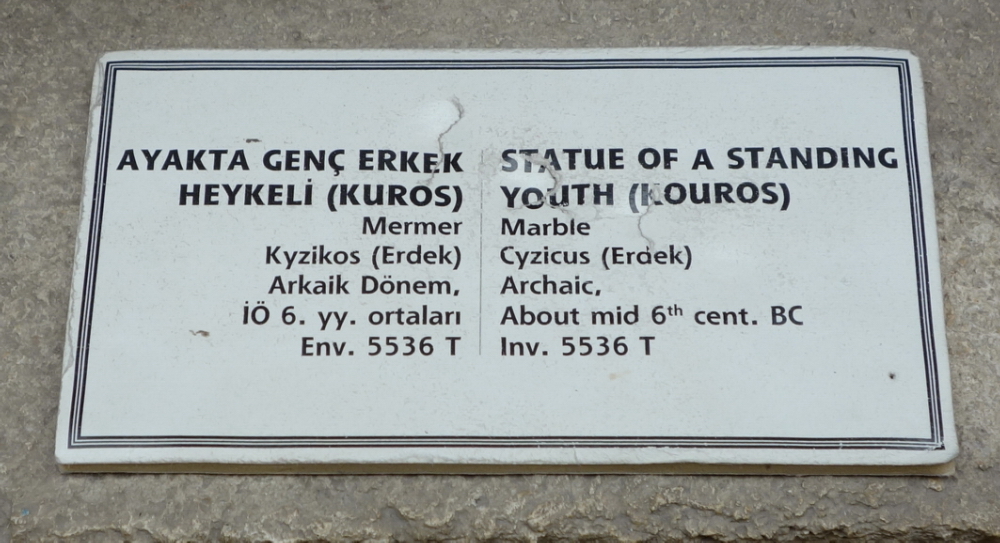 AYAKTA GENÇ ERKEK
HEYKELİ (KUROS)
Mermer
Kyzikos (Erdek)
Arkaik Dönem,
İÖ 6. yy. ortaları
Env. 5536 T
STATUE OF A STANDING
YOUTH (KOUROS)
Marble
Cyzicus (Erdek)
Archaic,
About mid 6th cent. BC
Inv. 5536 T